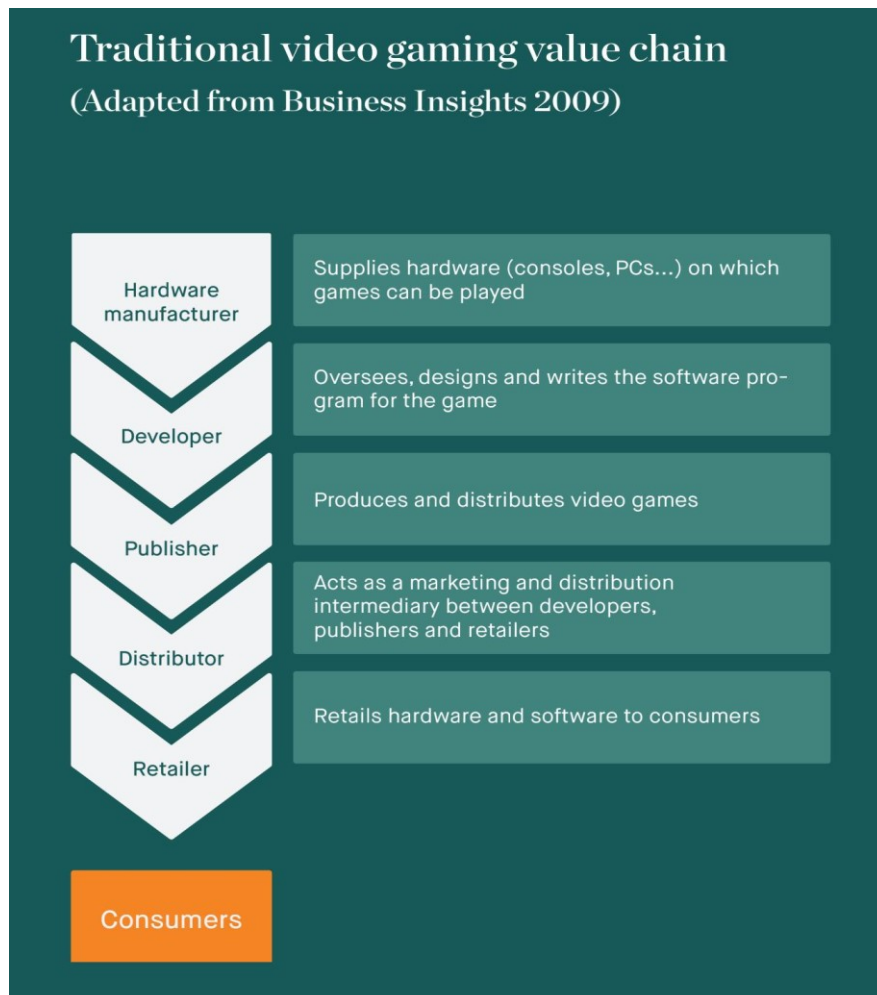 Traditional video gaming value chain
(Adapted from Business Insights 2009)
Hardware
manufacturer
Supplies hardware (consoles, PCs...) on which
games can be played
Developer
Oversees, designs and writes the software pro-
gram for the game
Publisher
Produces and distributes video games
Distributor
Acts as a marketing and distribution
intermediary between developers,
publishers and retailers
Retailer
Retails hardware and software to consumers
Consumers